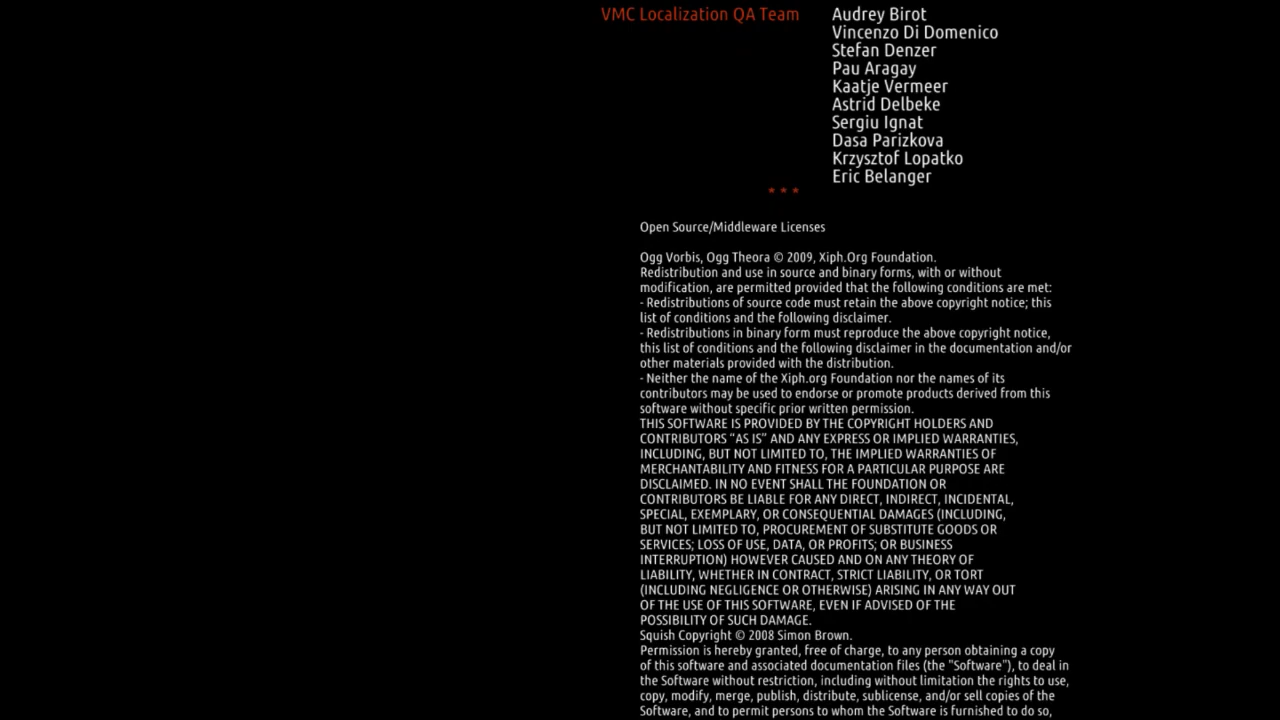 VMC Localization QA Team
Audrey Birot
Vincenzo Di Domenico
Stefan Denzer
Pau Aragay
Kaatje Vermeer
Astrid Delbeke
Sergiu Ignat
Dasa Parizkova
Krzysztof Lopatko
Eric Belanger
* * *
Open Source/Middleware Licenses
Ogg Vorbis, Ogg Theora © 2009, Xiph.Org Foundation.
Redistribution and use in source and binary forms, with or without
modification, are permitted provided that the following conditions are met:
- Redistributions of source code must retain the above copyright notice; this
list of conditions and the following disclaimer.
- Redistributions in binary form must reproduce the above copyright notice,
this list of conditions and the following disclaimer in the documentation and/or
other materials provided with the distribution.
- Neither the name of the Xiph.org Foundation nor the names of its
contributors may be used to endorse or promote products derived from this
software without specific prior written permission.
THIS SOFTWARE IS PROVIDED BY THE COPYRIGHT HOLDERS AND
CONTRIBUTORS “AS IS” AND ANY EXPRESS OR IMPLIED WARRANTIES,
INCLUDING, BUT NOT LIMITED TO, THE IMPLIED WARRANTIES OF
MERCHANTABILITY AND FITNESS FOR A PARTICULAR PURPOSE ARE
DISCLAIMED. IN NO EVENT SHALL THE FOUNDATION OR
CONTRIBUTORS BE LIABLE FOR ANY DIRECT, INDIRECT, INCIDENTAL,
SPECIAL, EXEMPLARY, OR CONSEQUENTIAL DAMAGES (INCLUDING,
BUT NOT LIMITED TO, PROCUREMENT OF SUBSTITUTE GOODS OR
SERVICES; LOSS OF USE, DATA, OR PROFITS; OR BUSINESS
INTERRUPTION) HOWEVER CAUSED AND ON ANY THEORY OF
LIABILITY, WHETHER IN CONTRACT, STRICT LIABILITY, OR TORT
(INCLUDING NEGLIGENCE OR OTHERWISE) ARISING IN ANY WAY OUT
OF THE USE OF THIS SOFTWARE, EVEN IF ADVISED OF THE
POSSIBILITY OF SUCH DAMAGE.
Squish Copyright © 2008 Simon Brown.
Permission is hereby granted, free of charge, to any person obtaining a copy
of this software and associated documentation files (the "Software"), to deal in
the Software without restriction, including without limitation the rights to use,
copy, modify, merge, publish, distribute, sublicense, and/or sell copies of the
Software, and to permit persons to whom the Software is furnished to do so,